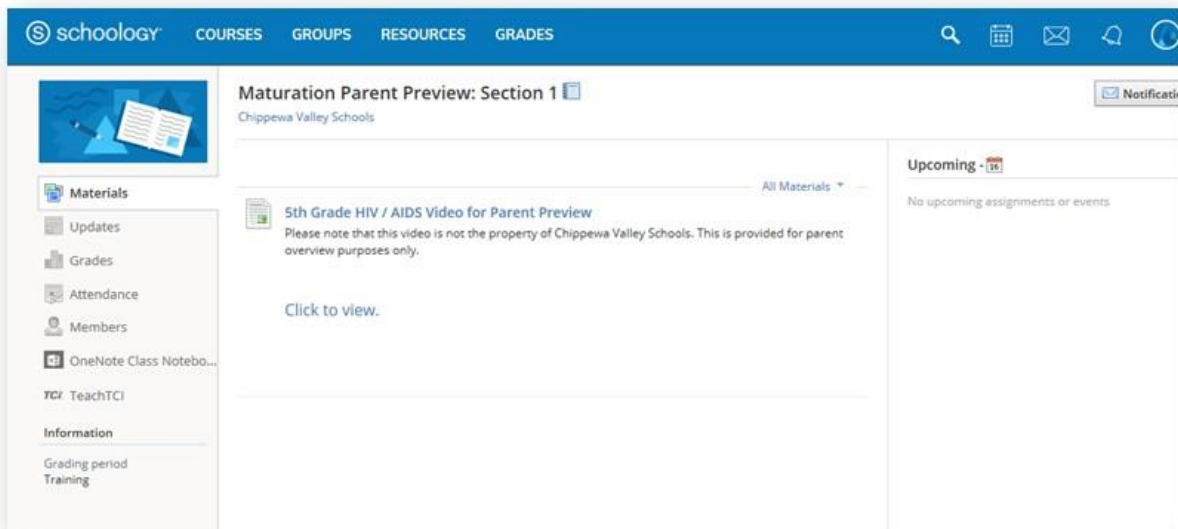 schoology COURSES GROUPS RESOURCES GRADES
Maturation Parent Preview: Section 1
Chippewa Valley Schools
Notificatio
Materials
Updates
Grades
Attendance
Members
OneNote Class Notebo...
TCi TeachTCI
Information
Grading period
Training
All Materials
5th Grade HIV / AIDS Video for Parent Preview
Please note that this video is not the property of Chippewa Valley Schools. This is provided for parent
overview purposes only.
Click to view.
Upcoming - 16
No upcoming assignments or events